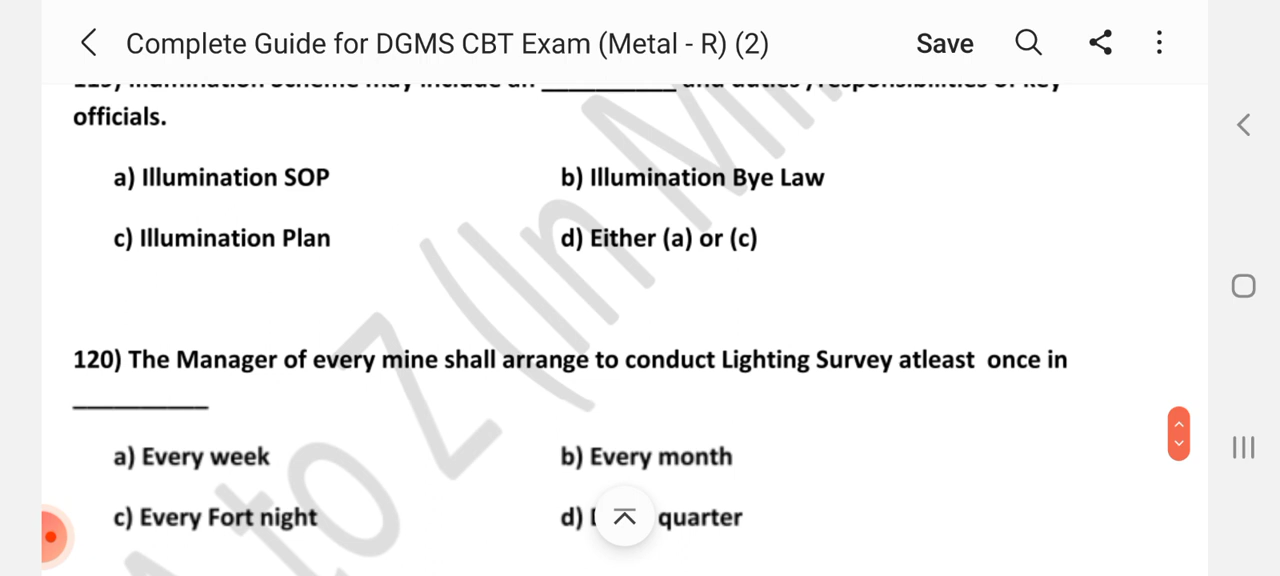 Complete Guide for DGMS CBT Exam (Metal - R) (2)
Save
officials.
a) Illumination SOP
b) Illumination Bye Law
c) Illumination Plan
d) Either (a) or (c)
120) The Manager of every mine shall arrange to conduct Lighting Survey atleast once in
__________
a) Every week
b) Every month
c) Every Fort night
d) quarter
A to Z (In M